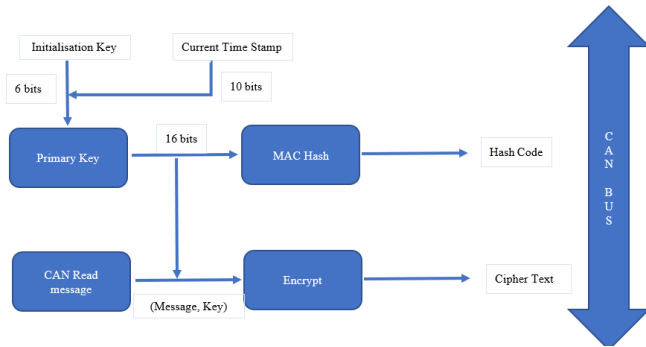 Initialisation Key
Current Time Stamp
6 bits
10 bits
Primary Key
16 bits
MAC Hash
Hash Code
CAN Read
message
(Message, Key)
Encrypt
Cipher Text
C
A
N
B
U
S